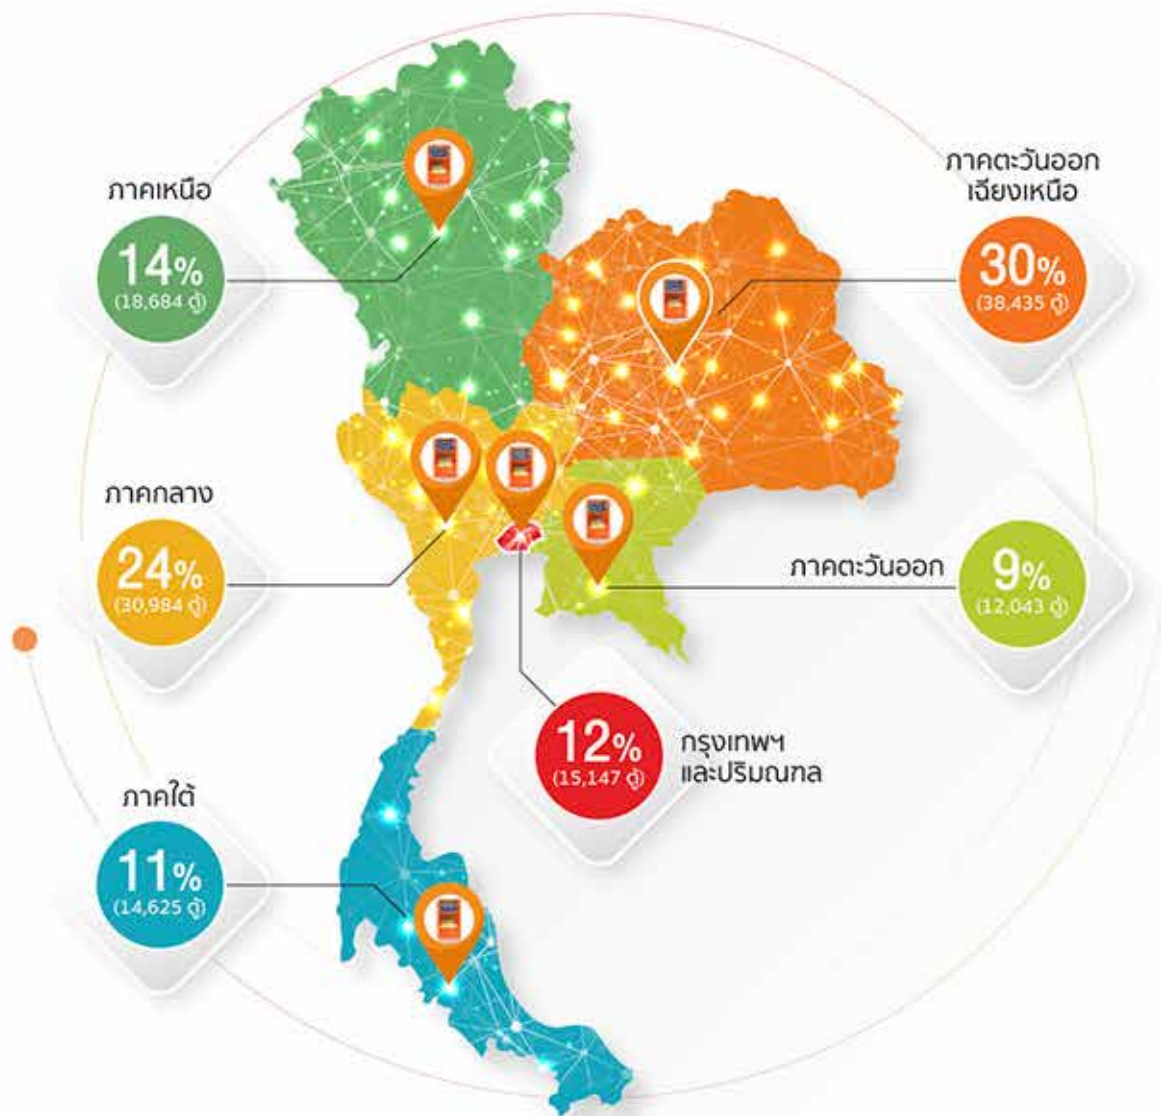 ภาคเหนือ
14%
(18,684 ตู้)
ภาคตะวันออก
เฉียงเหนือ
30%
(38,435 ตู้)
ภาคกลาง
24%
(30,984 ตู้)
ภาคตะวันออก
9%
(12,043 ตู้)
12%
(15,147 ตู้)
กรุงเทพฯ
และปริมณฑล
ภาคใต้
11%
(14,625 ตู้)